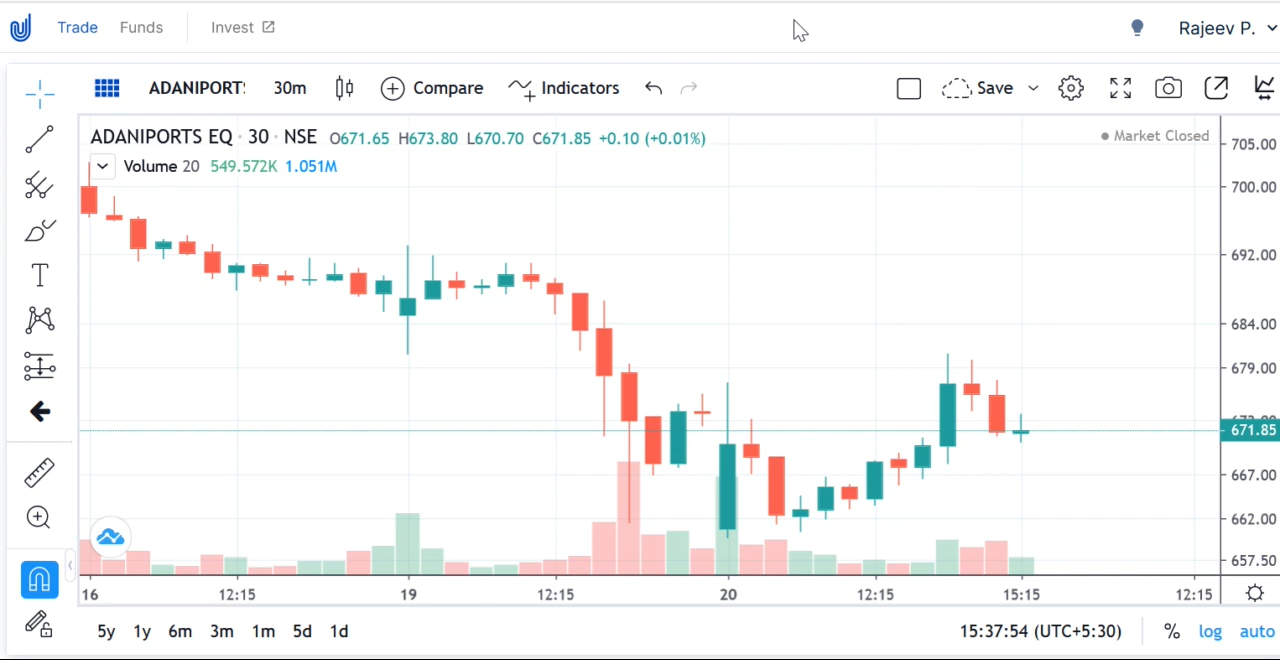 Trade Funds Invest Rajeev P.
ADANIPORT 30m Compare Indicators Save
ADANIPORTS EQ · 30 · NSE O671.65 H673.80 L670.70 C671.85 +0.10 (+0.01%)
Market Closed
Volume 20 549.572K 1.051M
705.00
700.00
692.00
684.00
679.00
671.85
667.00
662.00
657.50
16 12:15 19 12:15 20 12:15 15:15 12:15
5y 1y 6m 3m 1m 5d 1d 15:37:54 (UTC+5:30) % log auto